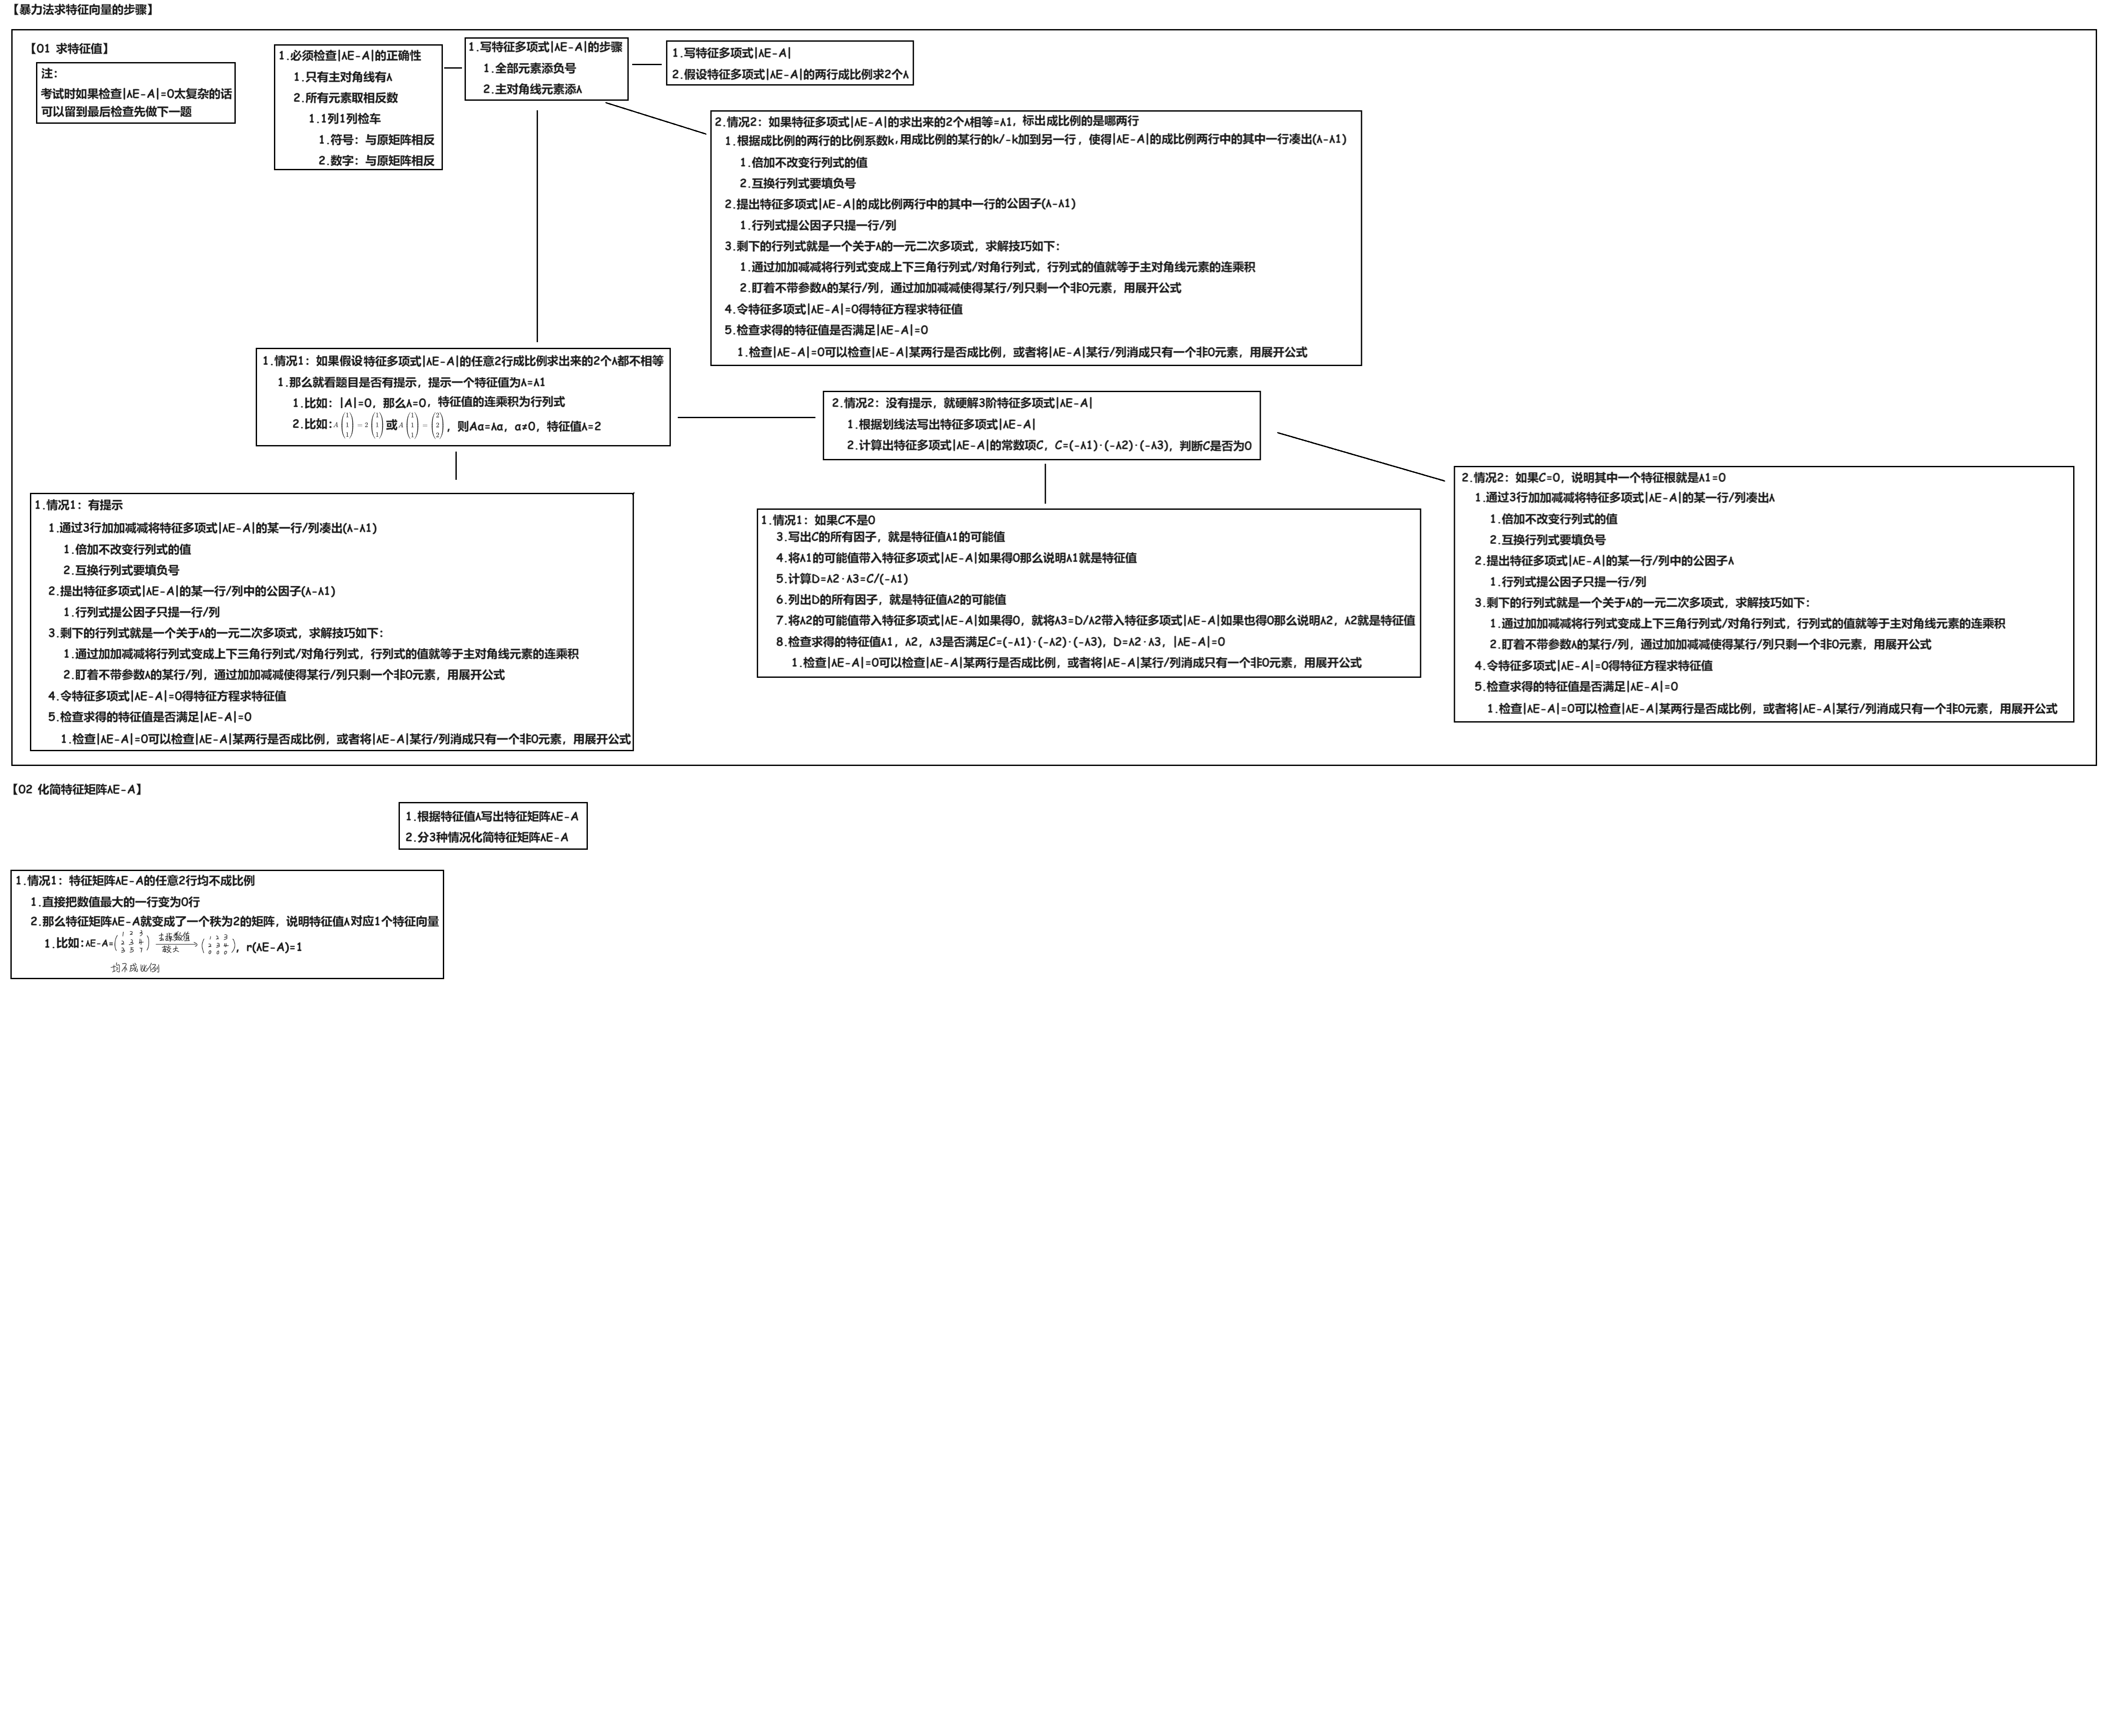 【暴力法求特征向量的步骤】
【01 求特征值】
注：
考试时如果检查|λE-A|=0太复杂的话
可以留到最后检查先做下一题
1.必须检查|λE-A|的正确性
1.只有主对角线有λ
2.所有元素取相反数
1.1列1列检车
1.符号：与原矩阵相反
2.数字：与原矩阵相反
1.写特征多项式|λE-A|的步骤
1.全部元素添负号
2.主对角线元素添λ
1.写特征多项式|λE-A|
2.假设特征多项式|λE-A|的两行成比例求2个λ
2.情况2：如果特征多项式|λE-A|的求出来的2个λ相等=λ1，标出成比例的是哪两行
1.根据成比例的两行的比例系数k，用成比例的某行的k/-k加到另一行，使得|λE-A|的成比例两行中的其中一行凑出(λ-λ1)
1.倍加不改变行列式的值
2.互换行列式要填负号
2.提出特征多项式|λE-A|的成比例两行中的其中一行的公因子(λ-λ1)
1.行列式提公因子只提一行/列
3.剩下的行列式就是一个关于λ的一元二次多项式，求解技巧如下：
1.通过加加减减将行列式变成上下三角行列式/对角行列式，行列式的值就等于主对角线元素的连乘积
2.盯着不带参数λ的某行/列，通过加加减减使得某行/列只剩一个非0元素，用展开公式
4.令特征多项式|λE-A|=0得特征方程求特征值
5.检查求得的特征值是否满足|λE-A|=0
1.检查|λE-A|=0可以检查|λE-A|某两行是否成比例，或者将|λE-A|某行/列消成只有一个非0元素，用展开公式
1.情况1：如果假设特征多项式|λE-A|的任意2行成比例求出来的2个λ都不相等
1.那么就看题目是否有提示，提示一个特征值为λ=λ1
1.比如：|A|=0，那么λ=0，特征值的连乘积为行列式
2.比如：A(1 1 1)=2(1 1 1)或A(1 1 1)=(2 2 2)，则Aα=λα，α≠0，特征值λ=2
2.情况2：没有提示，就硬解3阶特征多项式|λE-A|
1.根据划线法写出特征多项式|λE-A|
2.计算出特征多项式|λE-A|的常数项C，C=(-λ1)·(-λ2)·(-λ3)，判断C是否为0
1.情况1：有提示
1.通过3行加加减减将特征多项式|λE-A|的某一行/列凑出(λ-λ1)
1.倍加不改变行列式的值
2.互换行列式要填负号
2.提出特征多项式|λE-A|的某一行/列中的公因子(λ-λ1)
1.行列式提公因子只提一行/列
3.剩下的行列式就是一个关于λ的一元二次多项式，求解技巧如下：
1.通过加加减减将行列式变成上下三角行列式/对角行列式，行列式的值就等于主对角线元素的连乘积
2.盯着不带参数λ的某行/列，通过加加减减使得某行/列只剩一个非0元素，用展开公式
4.令特征多项式|λE-A|=0得特征方程求特征值
5.检查求得的特征值是否满足|λE-A|=0
1.检查|λE-A|=0可以检查|λE-A|某两行是否成比例，或者将|λE-A|某行/列消成只有一个非0元素，用展开公式
1.情况1：如果C不是0
3.写出C的所有因子，就是特征值λ1的可能值
4.将λ1的可能值带入特征多项式|λE-A|如果得0那么说明λ1就是特征值
5.计算D=λ2·λ3=C/(-λ1)
6.列出D的所有因子，就是特征值λ2的可能值
7.将λ2的可能值带入特征多项式|λE-A|如果得0，就将λ3=D/λ2带入特征多项式|λE-A|如果也得0那么说明λ2，λ2就是特征值
8.检查求得的特征值λ1，λ2，λ3是否满足C=(-λ1)·(-λ2)·(-λ3)，D=λ2·λ3，|λE-A|=0
1.检查|λE-A|=0可以检查|λE-A|某两行是否成比例，或者将|λE-A|某行/列消成只有一个非0元素，用展开公式
2.情况2：如果C=0，说明其中一个特征根就是λ1=0
1.通过3行加加减减将特征多项式|λE-A|的某一行/列凑出λ
1.倍加不改变行列式的值
2.互换行列式要填负号
2.提出特征多项式|λE-A|的某一行/列中的公因子λ
1.行列式提公因子只提一行/列
3.剩下的行列式就是一个关于λ的一元二次多项式，求解技巧如下：
1.通过加加减减将行列式变成上下三角行列式/对角行列式，行列式的值就等于主对角线元素的连乘积
2.盯着不带参数λ的某行/列，通过加加减减使得某行/列只剩一个非0元素，用展开公式
4.令特征多项式|λE-A|=0得特征方程求特征值
5.检查求得的特征值是否满足|λE-A|=0
1.检查|λE-A|=0可以检查|λE-A|某两行是否成比例，或者将|λE-A|某行/列消成只有一个非0元素，用展开公式
【02 化简特征矩阵λE-A】
1.根据特征值λ写出特征矩阵λE-A
2.分3种情况化简特征矩阵λE-A
1.情况1：特征矩阵λE-A的任意2行均不成比例
1.直接把数值最大的一行变为0行
2.那么特征矩阵λE-A就变成了一个秩为2的矩阵，说明特征值λ对应1个特征向量
1.比如：λE-A=(1 2 3 2 3 4 3 5 7) 去掉数值较大 (1 2 3 2 3 4 0 0 0)，r(λE-A)=1
均不成比例